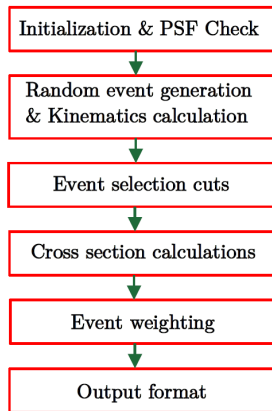 Initialization & PSF Check
Random event generation
& Kinematics calculation
Event selection cuts
Cross section calculations
Event weighting
Output format